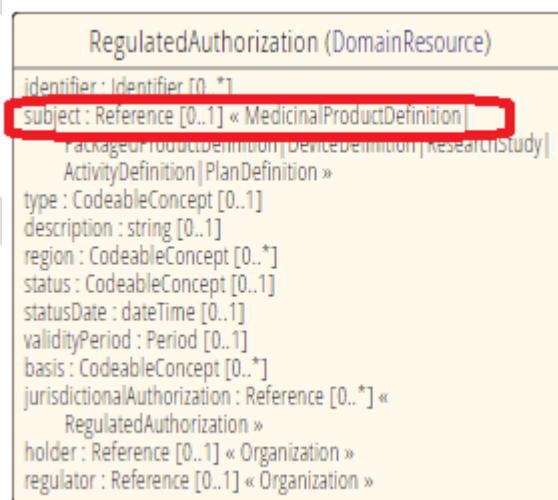 RegulatedAuthorization (DomainResource)
identifier : Identifier [0..*]
subject : Reference [0..1] « MedicinalProductDefinition|
PackagedProductDefinition|DeviceDefinition|ResearchStudy|
ActivityDefinition|PlanDefinition »
type : CodeableConcept [0..1]
description : string [0..1]
region : CodeableConcept [0..*]
status : CodeableConcept [0..1]
statusDate : dateTime [0..1]
validityPeriod : Period [0..1]
basis : CodeableConcept [0..*]
jurisdictionalAuthorization : Reference [0..*] «
RegulatedAuthorization »
holder : Reference [0..1] « Organization »
regulator : Reference [0..1] « Organization »